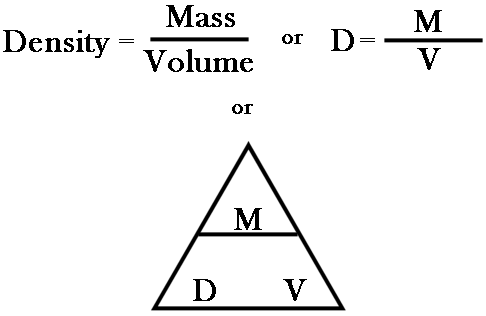 Density = Mass / Volume or D = M / V
or
M
D V